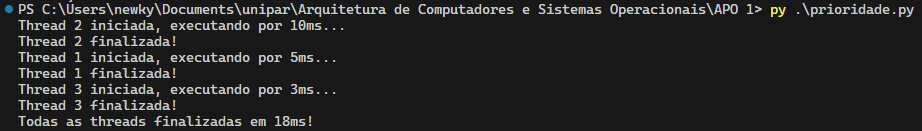 PS C:\Users\newky\Documents\unipar\Arquitetura de Computadores e Sistemas Operacionais\APO 1> py .\prioridade.py
Thread 2 iniciada, executando por 10ms...
Thread 2 finalizada!
Thread 1 iniciada, executando por 5ms...
Thread 1 finalizada!
Thread 3 iniciada, executando por 3ms...
Thread 3 finalizada!
Todas as threads finalizadas em 18ms!